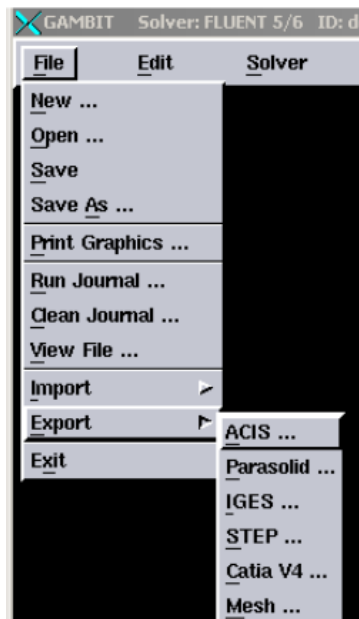 GAMBIT Solver: FLUENT 5/6 ID: d
File Edit Solver
New ...
Open ...
Save
Save As ...
Print Graphics ...
Run Journal ...
Clean Journal ...
View File ...
Import
Export
Exit
ACIS ...
Parasolid ...
IGES ...
STEP ...
Catia V4 ...
Mesh ...